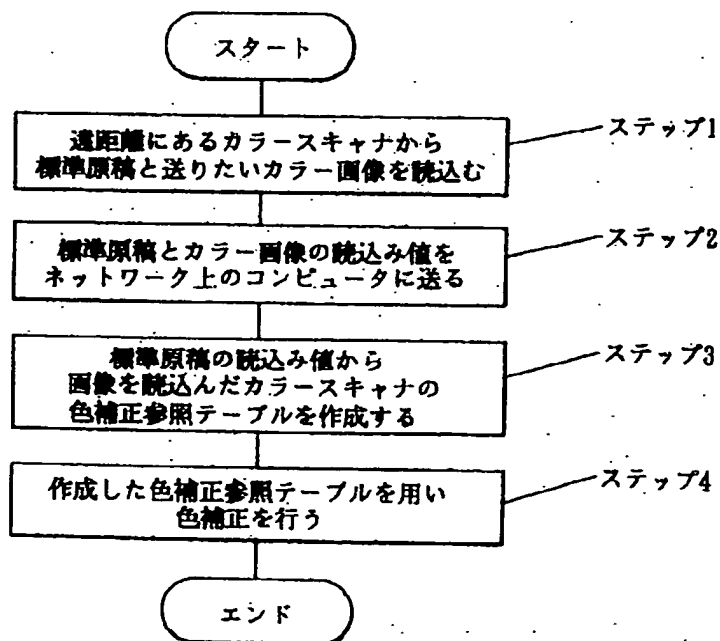 スタート
遠距離にあるカラースキャナから
標準原稿と送りたいカラー画像を読込む
ステップ1
標準原稿とカラー画像の読込み値を
ネットワーク上のコンピュータに送る
ステップ2
標準原稿の読込み値から
画像を読込んだカラースキャナの
色補正参照テーブルを作成する
ステップ3
作成した色補正参照テーブルを用い
色補正を行う
ステップ4
エンド